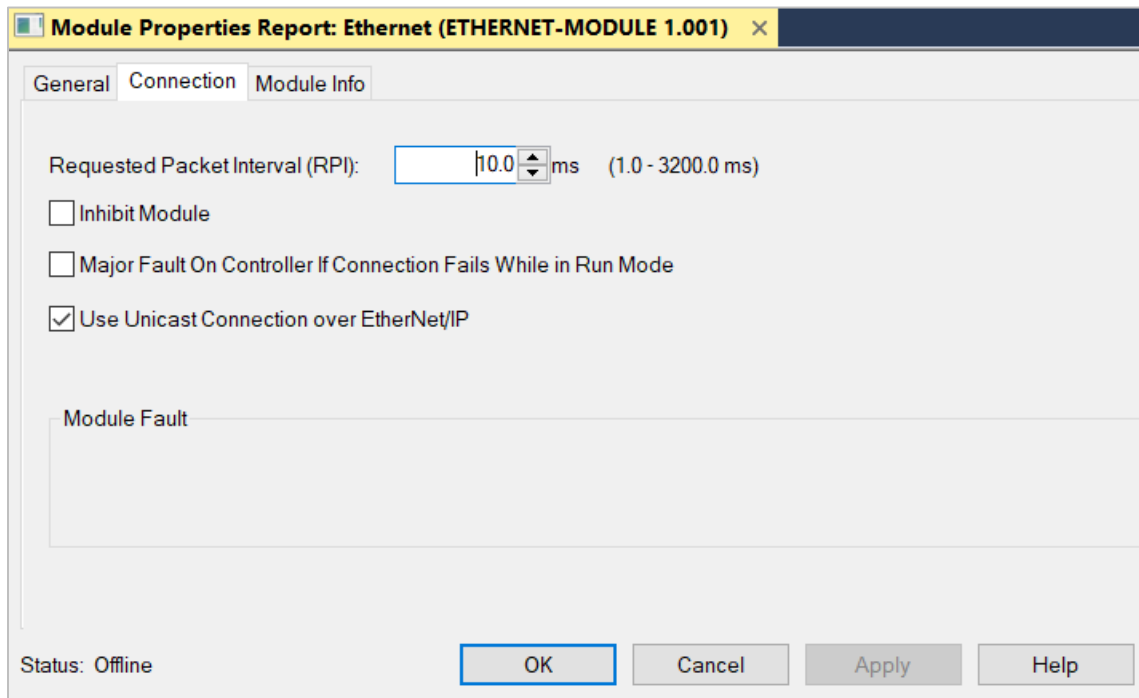 Module Properties Report: Ethernet (ETHERNET-MODULE 1.001) ×
General Connection Module Info
Requested Packet Interval (RPI): 10.0 ms (1.0 - 3200.0 ms)
Inhibit Module
Major Fault On Controller If Connection Fails While in Run Mode
Use Unicast Connection over EtherNet/IP
Module Fault
Status: Offline OK Cancel Apply Help